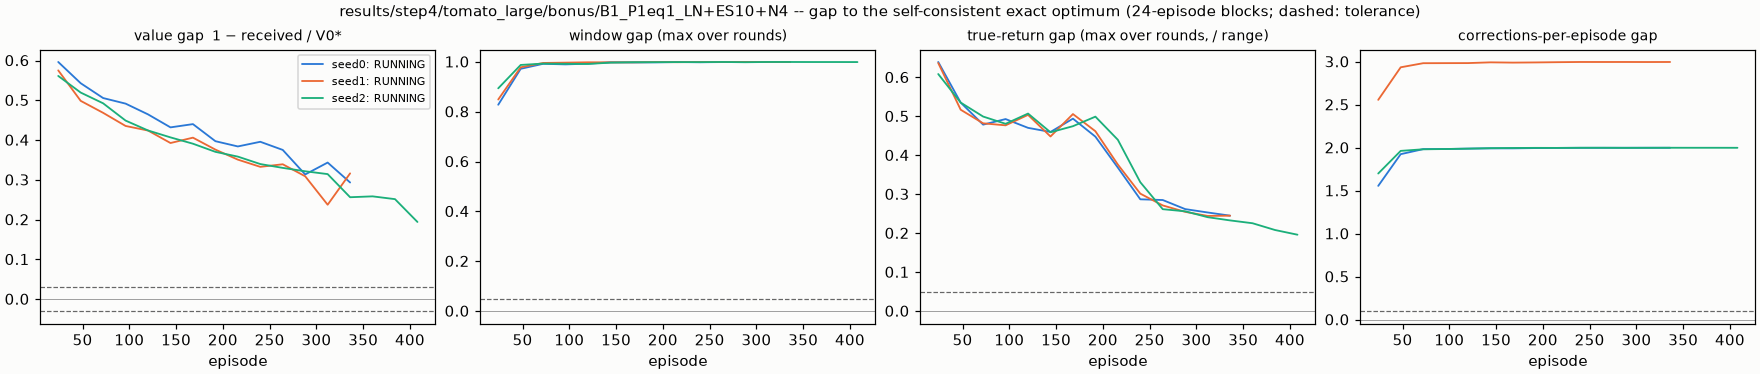 results/step4/tomato_large/bonus/B1_P1eq1_LN+ES10+N4 -- gap to the self-consistent exact optimum (24-episode blocks; dashed: tolerance)
value gap 1 − received / V0*
0.6
0.5
0.4
0.3
0.2
0.1
0.0
50 100 150 200 250 300 350 400
episode
seed0: RUNNING
seed1: RUNNING
seed2: RUNNING
window gap (max over rounds)
1.0
0.8
0.6
0.4
0.2
0.0
50 100 150 200 250 300 350 400
episode
true-return gap (max over rounds, / range)
0.6
0.5
0.4
0.3
0.2
0.1
0.0
50 100 150 200 250 300 350 400
episode
corrections-per-episode gap
3.0
2.5
2.0
1.5
1.0
0.5
0.0
50 100 150 200 250 300 350 400
episode